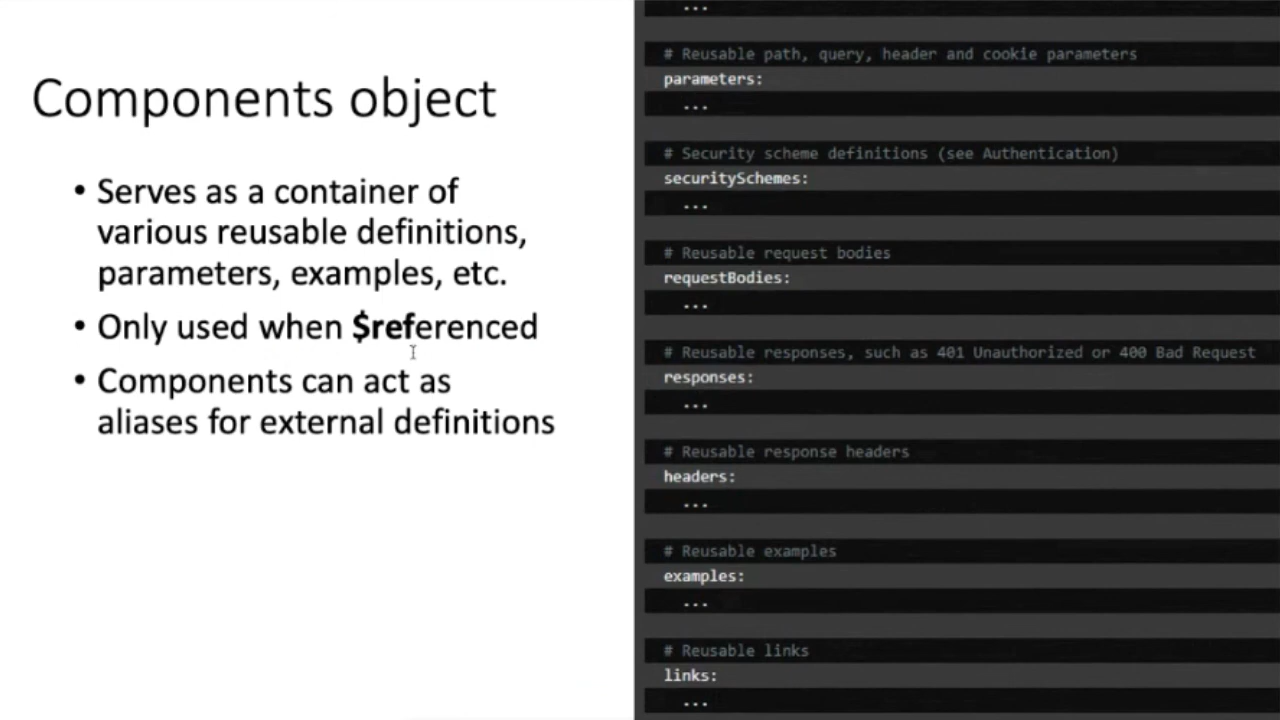 Components object
• Serves as a container of
various reusable definitions,
parameters, examples, etc.
• Only used when $referenced
• Components can act as
aliases for external definitions
...
# Reusable path, query, header and cookie parameters
parameters:
...
# Security scheme definitions (see Authentication)
securitySchemes:
...
# Reusable request bodies
requestBodies:
...
# Reusable responses, such as 401 Unauthorized or 400 Bad Request
responses:
...
# Reusable response headers
headers:
...
# Reusable examples
examples:
...
# Reusable links
links:
...